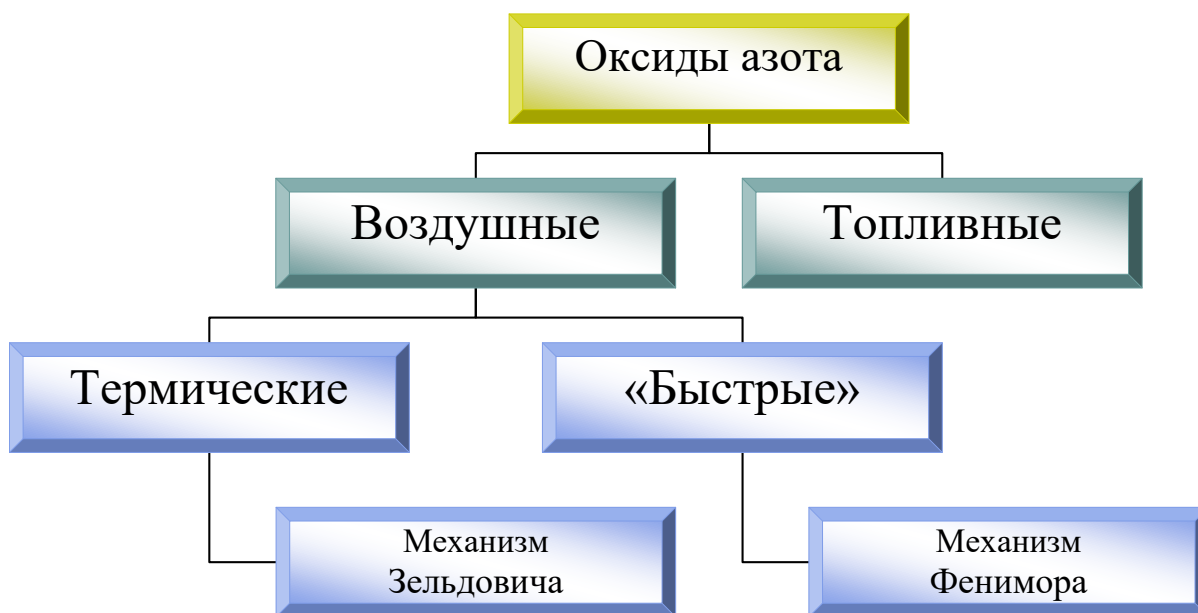 Оксиды азота
Воздушные
Топливные
Термические
«Быстрые»
Механизм
Зельдовича
Механизм
Фенимора